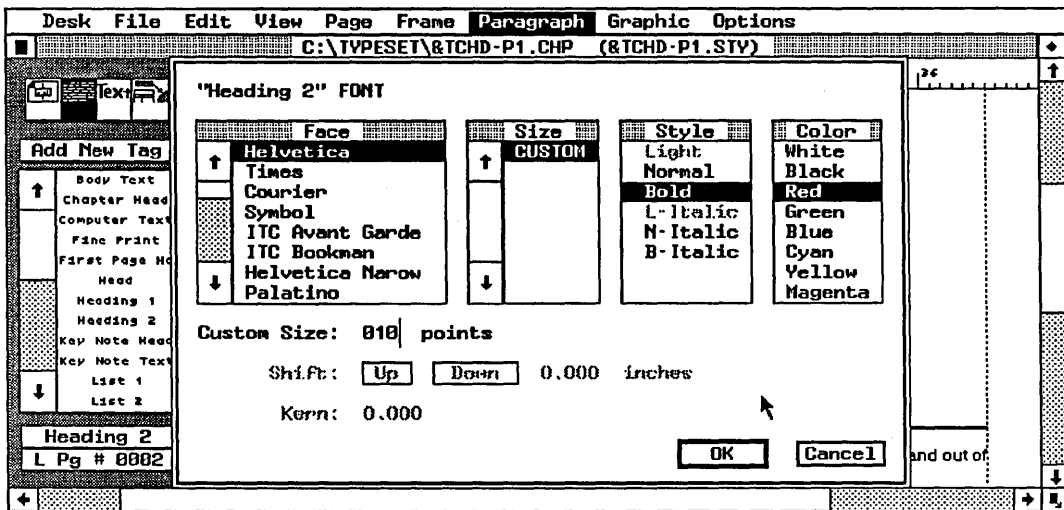 Desk File Edit View Page Frame Paragraph Graphic Options
C:\TYPESET\&TCHD-P1.CHP (&TCHD-P1.STY)
Text
Add New Tag
Body Text
Chapter Head
Computer Text
Fine Print
First Page He
Head
Heading 1
Heading 2
Key Note Head
Key Note Text
List 1
List 2
Heading 2
L Pg # 0002
"Heading 2" FONT
Face
Helvetica
Times
Courier
Symbol
ITC Avant Garde
ITC Bookman
Helvetica Narow
Palatino
Size
CUSTOM
Style
Light
Normal
Bold
L-Italic
N-Italic
B-Italic
Color
White
Black
Red
Green
Blue
Cyan
Yellow
Magenta
Custom Size: 010 points
Shift: Up Down 0.000 inches
Kern: 0.000
OK Cancel
36
and out of